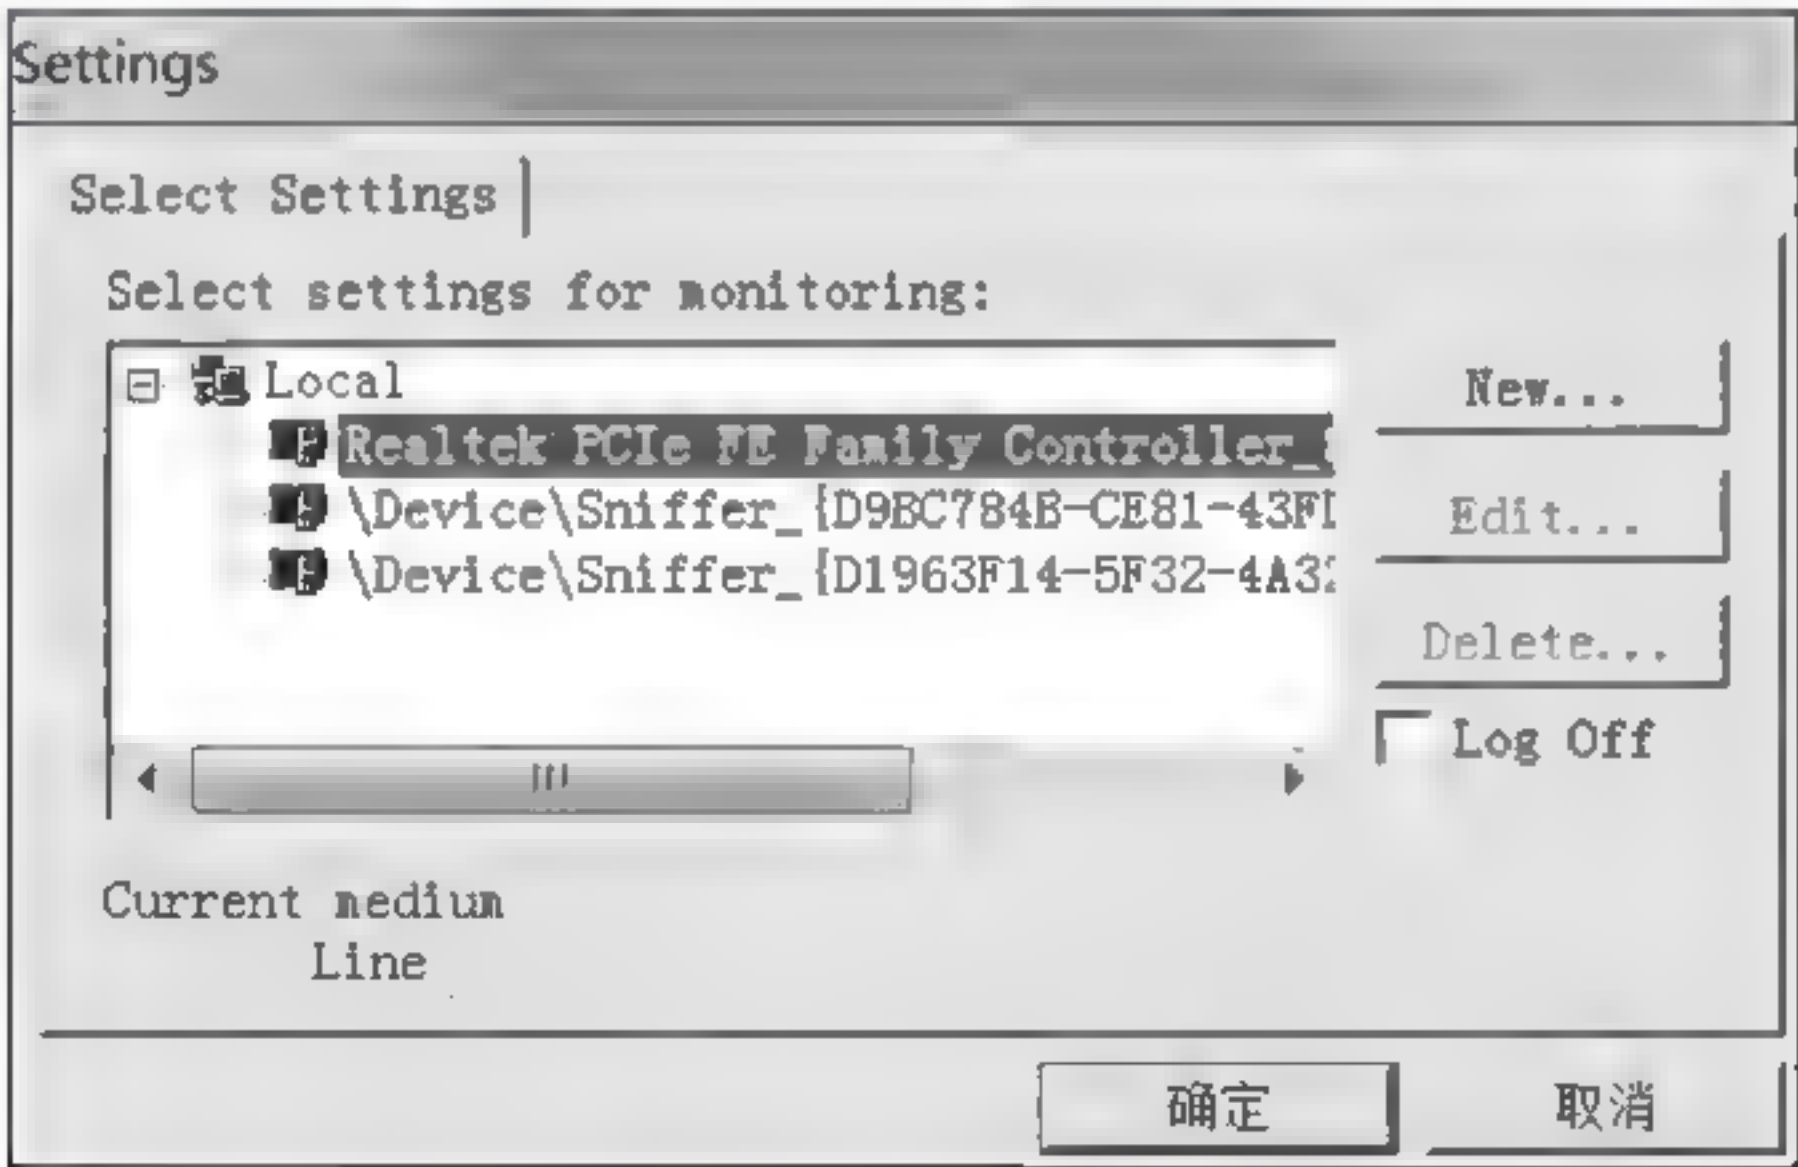 Settings
Select Settings
Select settings for monitoring:
Local
Realtek PCIe FE Family Controller_
\Device\Sniffer_{D9BC784B-CE81-43F
\Device\Sniffer_{D1963F14-5F32-4A32
New...
Edit...
Delete...
Log Off
Current medium
Line
确定
取消